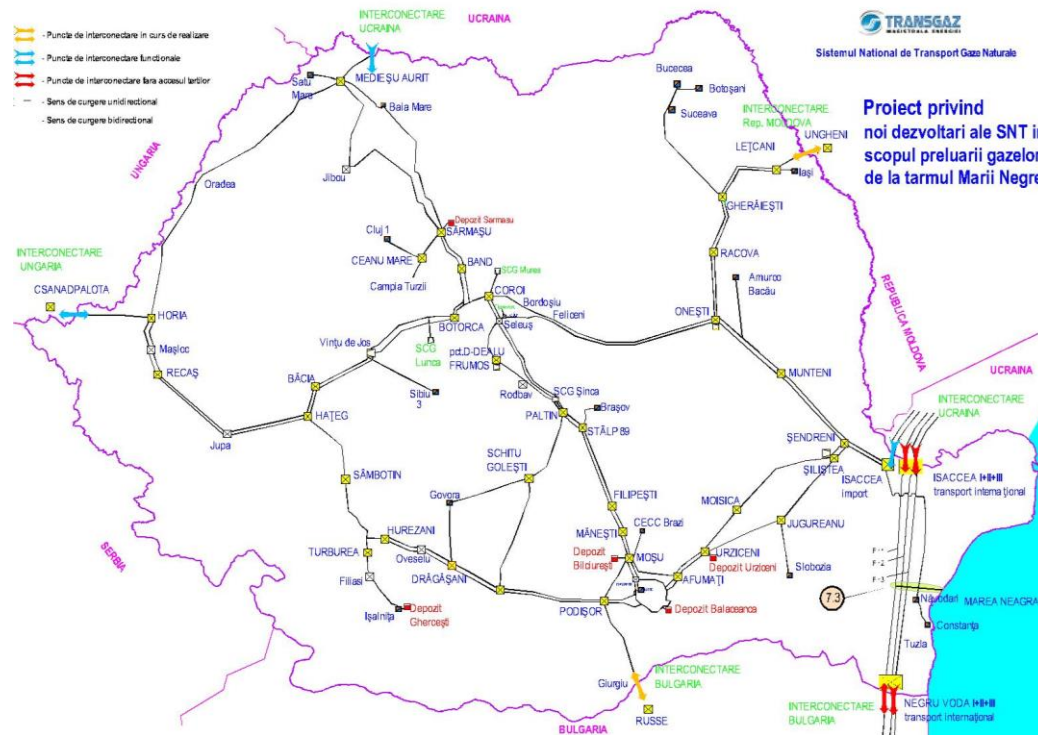 INTERCONECTARE
UCRAINA
UCRAINA
TRANSGAZ
MAGISTRALA ENERGIEI
Sistemul National de Transport Gaze Naturale
- Puncte de interconectare in curs de realizare
- Puncte de interconectare functionale
- Puncte de interconectare fara accesul tertilor
- Sens de curgere unidirectional
Sens de curgere bidirectional
Proiect privind
noi dezvoltari ale SNT in
scopul preluarii gazelor
de la tarmul Marii Negre
Satu
Mare
MEDIEȘU AURIT
Baia Mare
Bucecea
Botoșani
Suceava
INTERCONECTARE
Rep. MOLDOVA
UNGHENI
LEȚCANI
Iași
UNGARIA
Oradea
Jibou
GHERĂIEȘTI
Depozit Sarmasu
SĂRMAȘU
Cluj 1
CEANU MARE
Campia Turzii
BAND
SCG Mures
COROI
Bordoșiu
Feliceni
Seleuș
RACOVA
Amurco
Bacău
ONEȘTI
REPUBLICA MOLDOVA
INTERCONECTARE
UNGARIA
CSANADPALOTA
HORIA
Mașloc
RECAȘ
BOTORCA
Vințu de Jos
SCG
Lunca
pct.D-DEALU
FRUMOS
Rodbav
SCG Șinca
BĂCIA
Sibiu
3
HAȚEG
Jupa
PALTIN
Brașov
STÂLP 89
MUNTENI
UCRAINA
INTERCONECTARE
UCRAINA
ȘENDRENI
ȘILIȘTEA
ISACCEA
import
ISACCEA I+II+III
transport international
SCHITU
GOLEȘTI
SÂMBOTIN
Govora
FILIPEȘTI
MOISICA
JUGUREANU
HUREZANI
MĂNEȘTI
CECC Brazi
TURBUREA
Oveselu
DRĂGĂȘANI
Depozit
Bilciurești
MOȘU
URZICENI
Depozit Urziceni
Slobozia
F-1
F-2
F-3
SERBIA
Filiasi
AFUMAȚI
7.3
Năvodari
MAREA NEAGRA
Ișalnița
Depozit
Ghercești
PODIȘOR
Depozit Balaceanca
Constanța
Tuzla
Giurgiu
INTERCONECTARE
BULGARIA
RUSSE
BULGARIA
INTERCONECTARE
BULGARIA
NEGRU VODA I+II+III
transport international